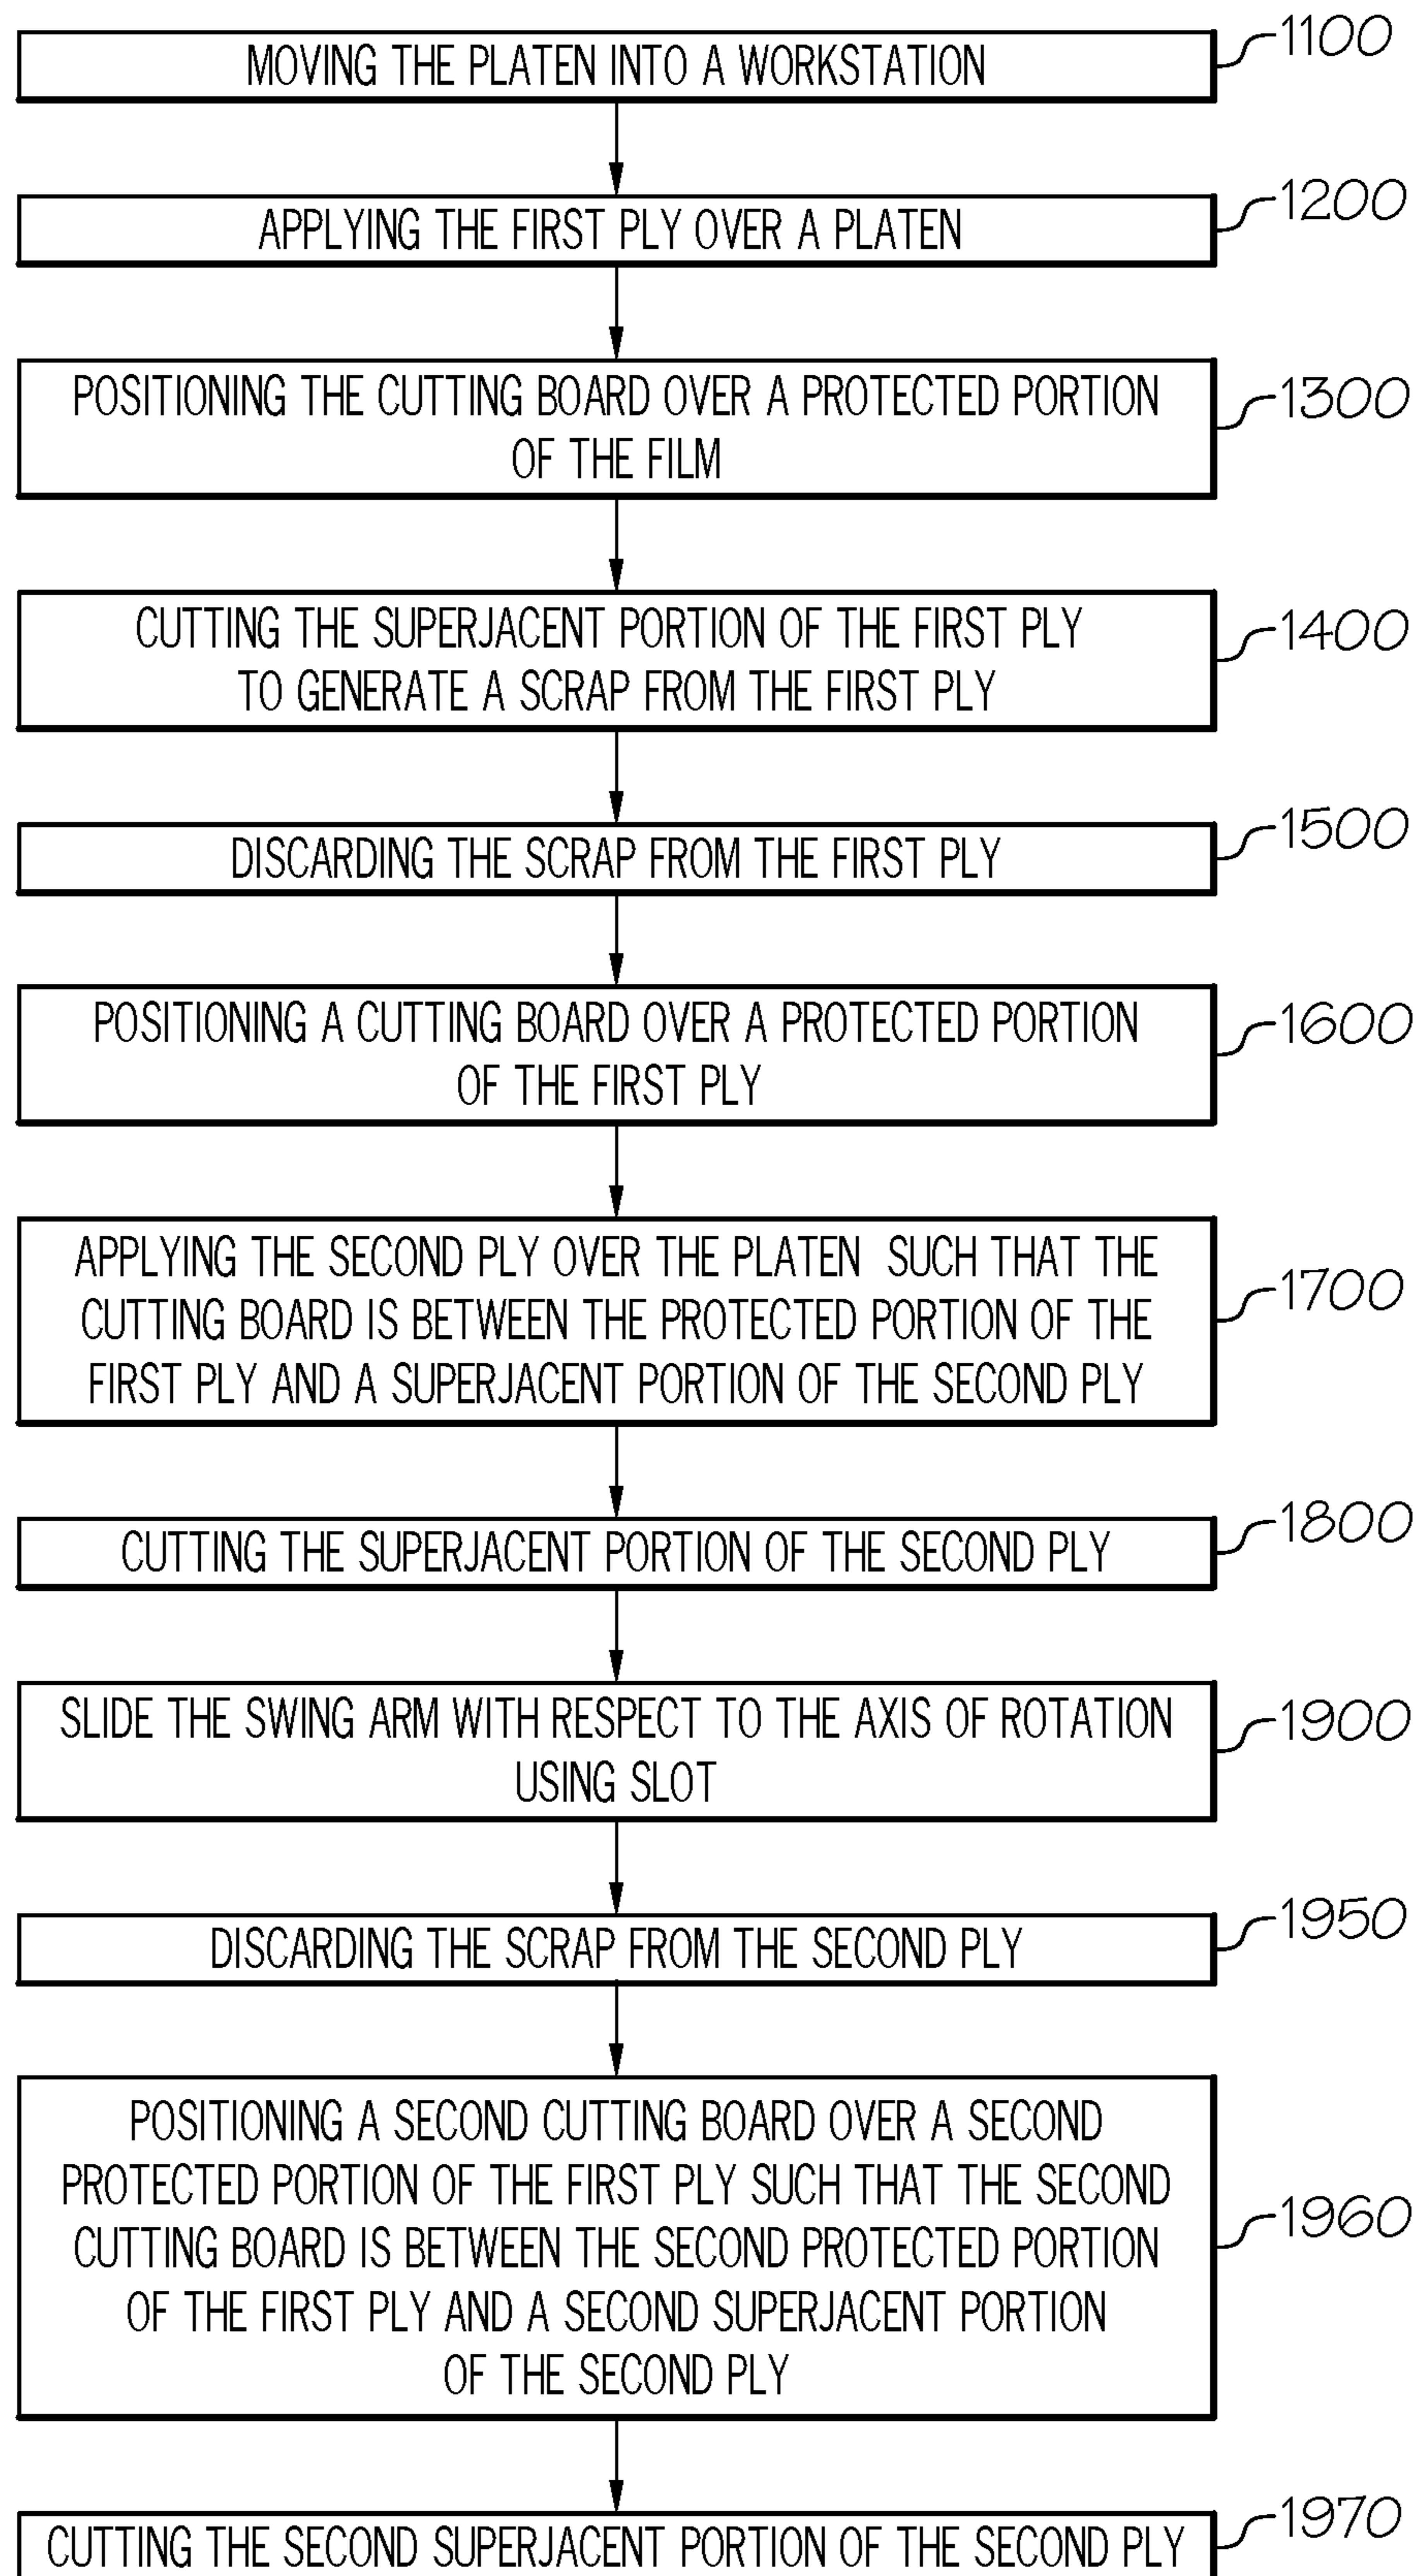 MOVING THE PLATEN INTO A WORKSTATION
1100
APPLYING THE FIRST PLY OVER A PLATEN
1200
POSITIONING THE CUTTING BOARD OVER A PROTECTED PORTION
OF THE FILM
1300
CUTTING THE SUPERJACENT PORTION OF THE FIRST PLY
TO GENERATE A SCRAP FROM THE FIRST PLY
1400
DISCARDING THE SCRAP FROM THE FIRST PLY
1500
POSITIONING A CUTTING BOARD OVER A PROTECTED PORTION
OF THE FIRST PLY
1600
APPLYING THE SECOND PLY OVER THE PLATEN SUCH THAT THE
CUTTING BOARD IS BETWEEN THE PROTECTED PORTION OF THE
FIRST PLY AND A SUPERJACENT PORTION OF THE SECOND PLY
1700
CUTTING THE SUPERJACENT PORTION OF THE SECOND PLY
1800
SLIDE THE SWING ARM WITH RESPECT TO THE AXIS OF ROTATION
USING SLOT
1900
DISCARDING THE SCRAP FROM THE SECOND PLY
1950
POSITIONING A SECOND CUTTING BOARD OVER A SECOND
PROTECTED PORTION OF THE FIRST PLY SUCH THAT THE SECOND
CUTTING BOARD IS BETWEEN THE SECOND PROTECTED PORTION
OF THE FIRST PLY AND A SECOND SUPERJACENT PORTION
OF THE SECOND PLY
1960
CUTTING THE SECOND SUPERJACENT PORTION OF THE SECOND PLY
1970